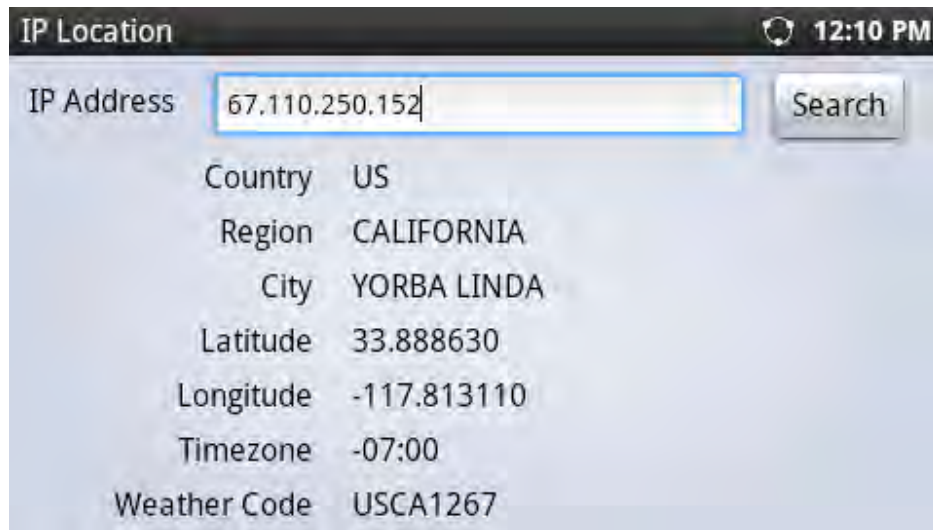 IP Location 12:10 PM
IP Address 67.110.250.152 Search
Country US
Region CALIFORNIA
City YORBA LINDA
Latitude 33.888630
Longitude -117.813110
Timezone -07:00
Weather Code USCA1267